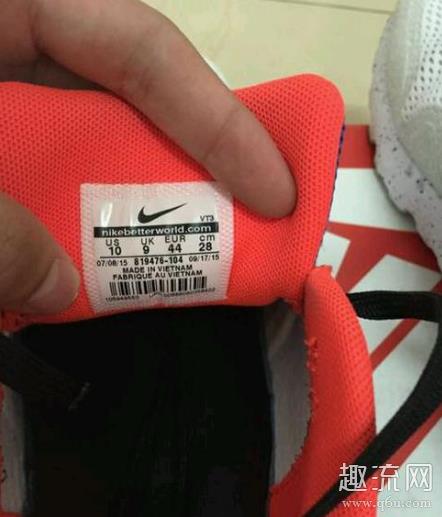 VT3
nikebetterworld.com
US UK EUR cm
10 9 44 28
07/08/15 819476-104 09/17/15
MADE IN VIETNAM
FABRIQUE AU VIETNAM
趣流网
www.q6u.com